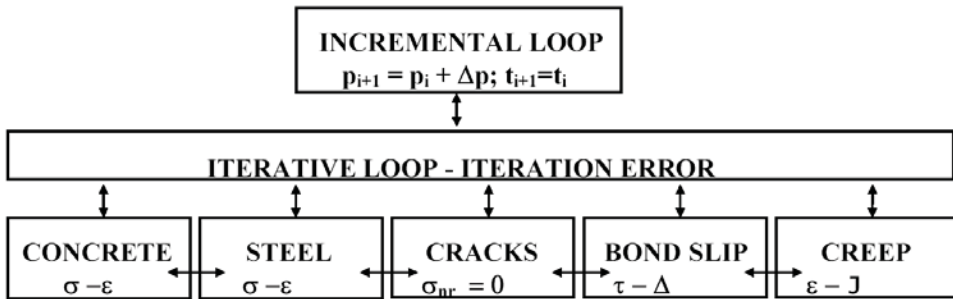 INCREMENTAL LOOP
pᵢ₊₁ = pᵢ + Δp; tᵢ₊₁=tᵢ
ITERATIVE LOOP - ITERATION ERROR
CONCRETE STEEL CRACKS BOND SLIP CREEP
σ –ε σ –ε σnr = 0 τ – Δ ε – J